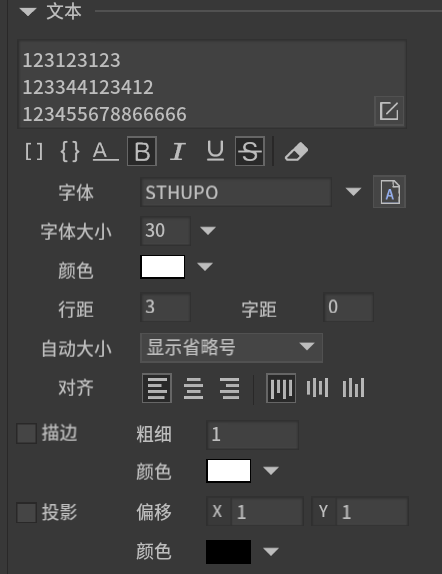 文本
123123123
123344123412
123455678866666
[ ] { } A B I U S
字体 STHUPO A
字体大小 30
颜色
行距 3 字距 0
自动大小 显示省略号
对齐
描边 粗细 1
颜色
投影 偏移 X 1 Y 1
颜色